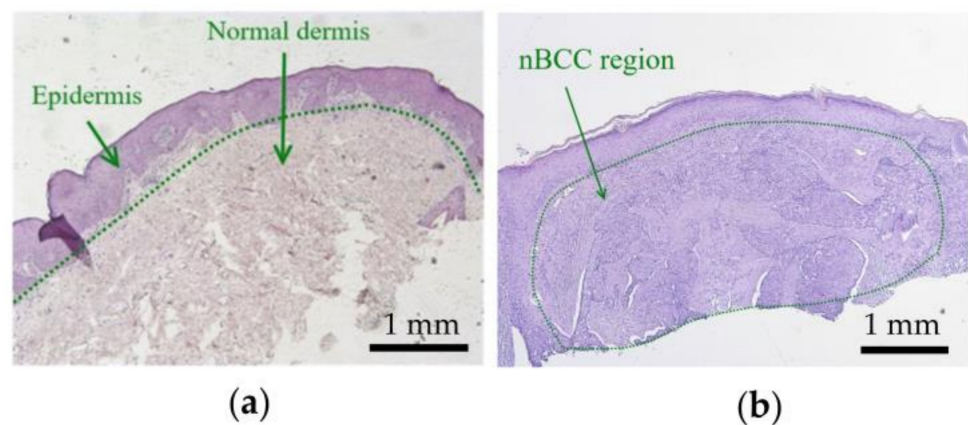 Normal dermis
Epidermis
1 mm
nBCC region
1 mm
(a)
(b)